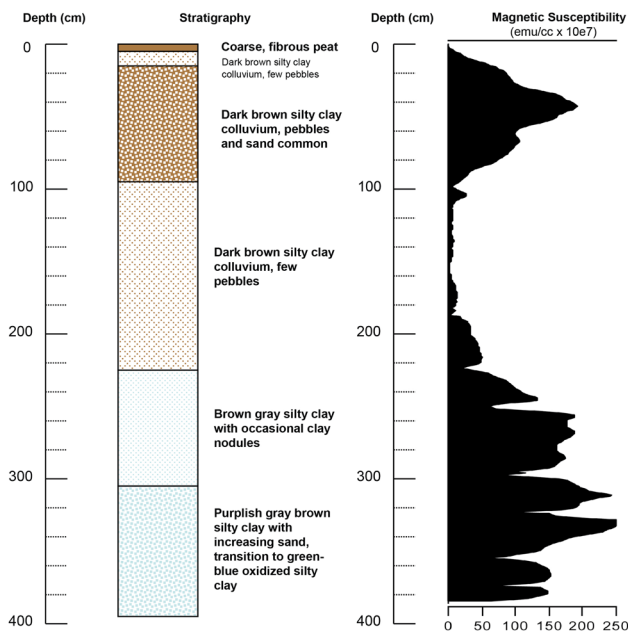 Depth (cm)
Stratigraphy
Depth (cm)
Magnetic Susceptibility
(emu/cc x 10e7)
0
100
200
300
400
Coarse, fibrous peat
Dark brown silty clay
colluvium, few pebbles
Dark brown silty clay
colluvium, pebbles
and sand common
Dark brown silty clay
colluvium, few
pebbles
Brown gray silty clay
with occasional clay
nodules
Purplish gray brown
silty clay with
increasing sand,
transition to green-
blue oxidized silty
clay
0
100
200
300
400
0 50 100 150 200 250